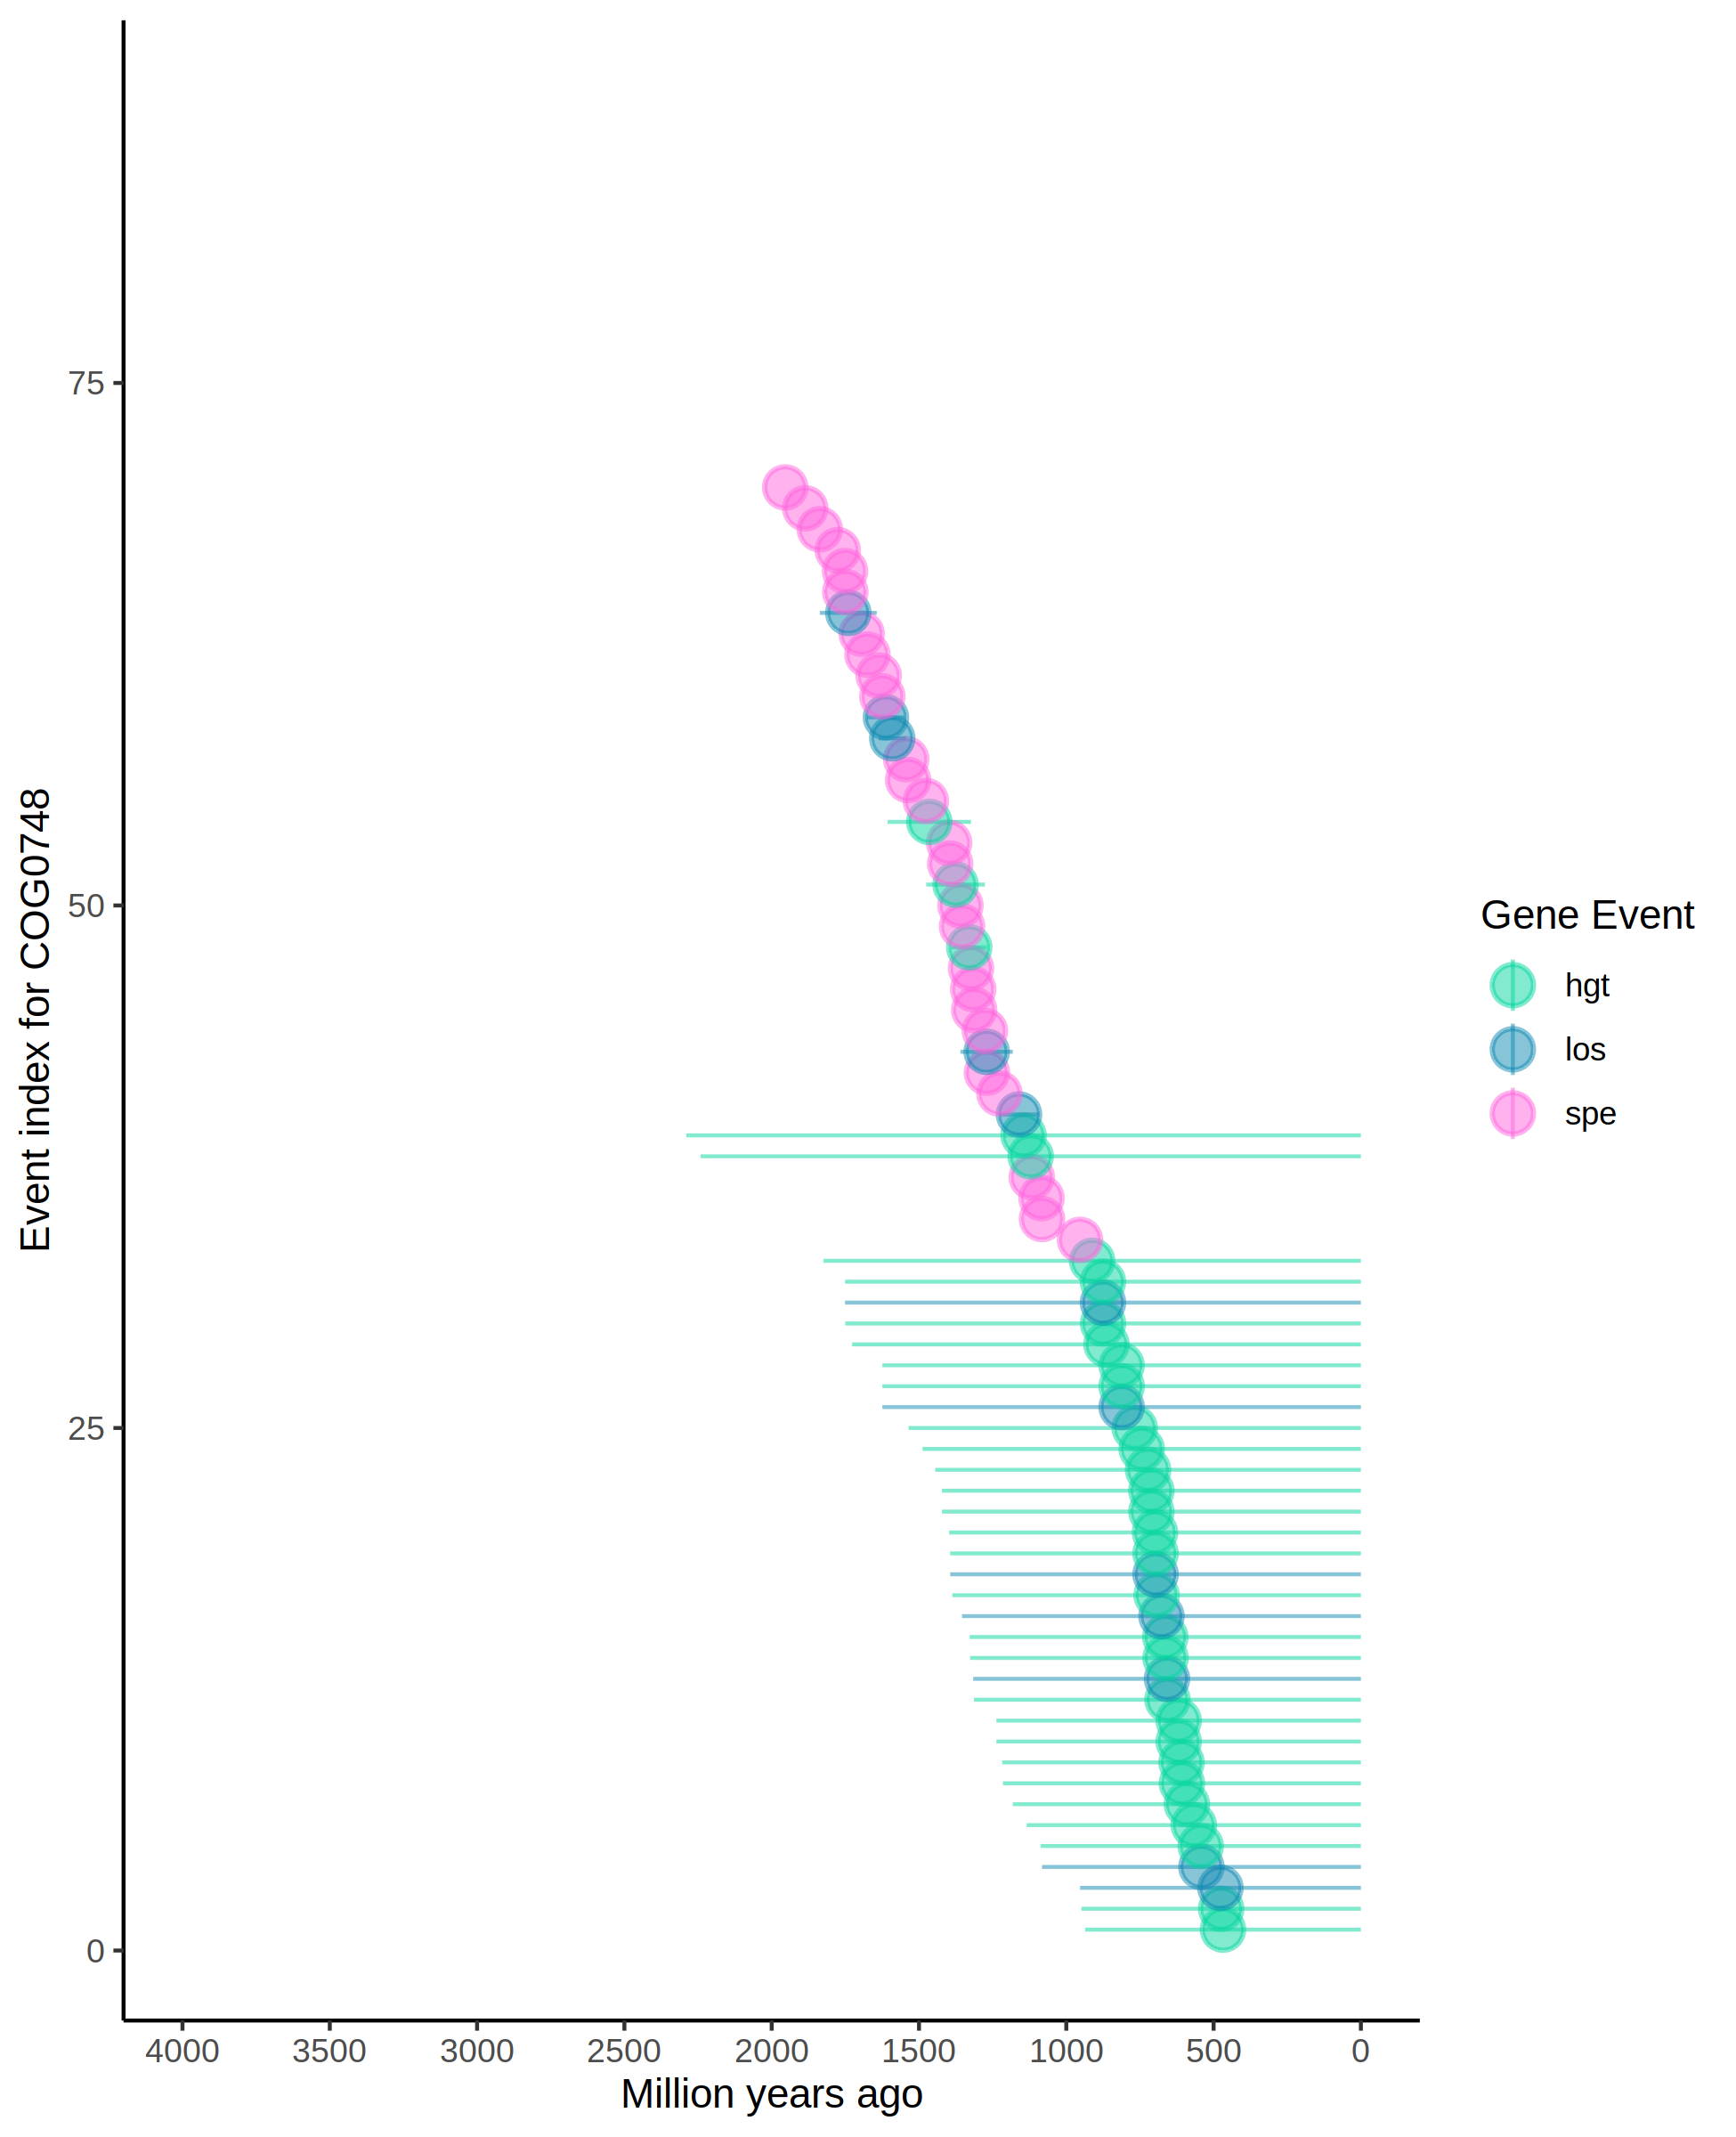 75
50
25
0
Event index for COG0748
4000 3500 3000 2500 2000 1500 1000 500 0
Million years ago
Gene Event
hgt
los
spe